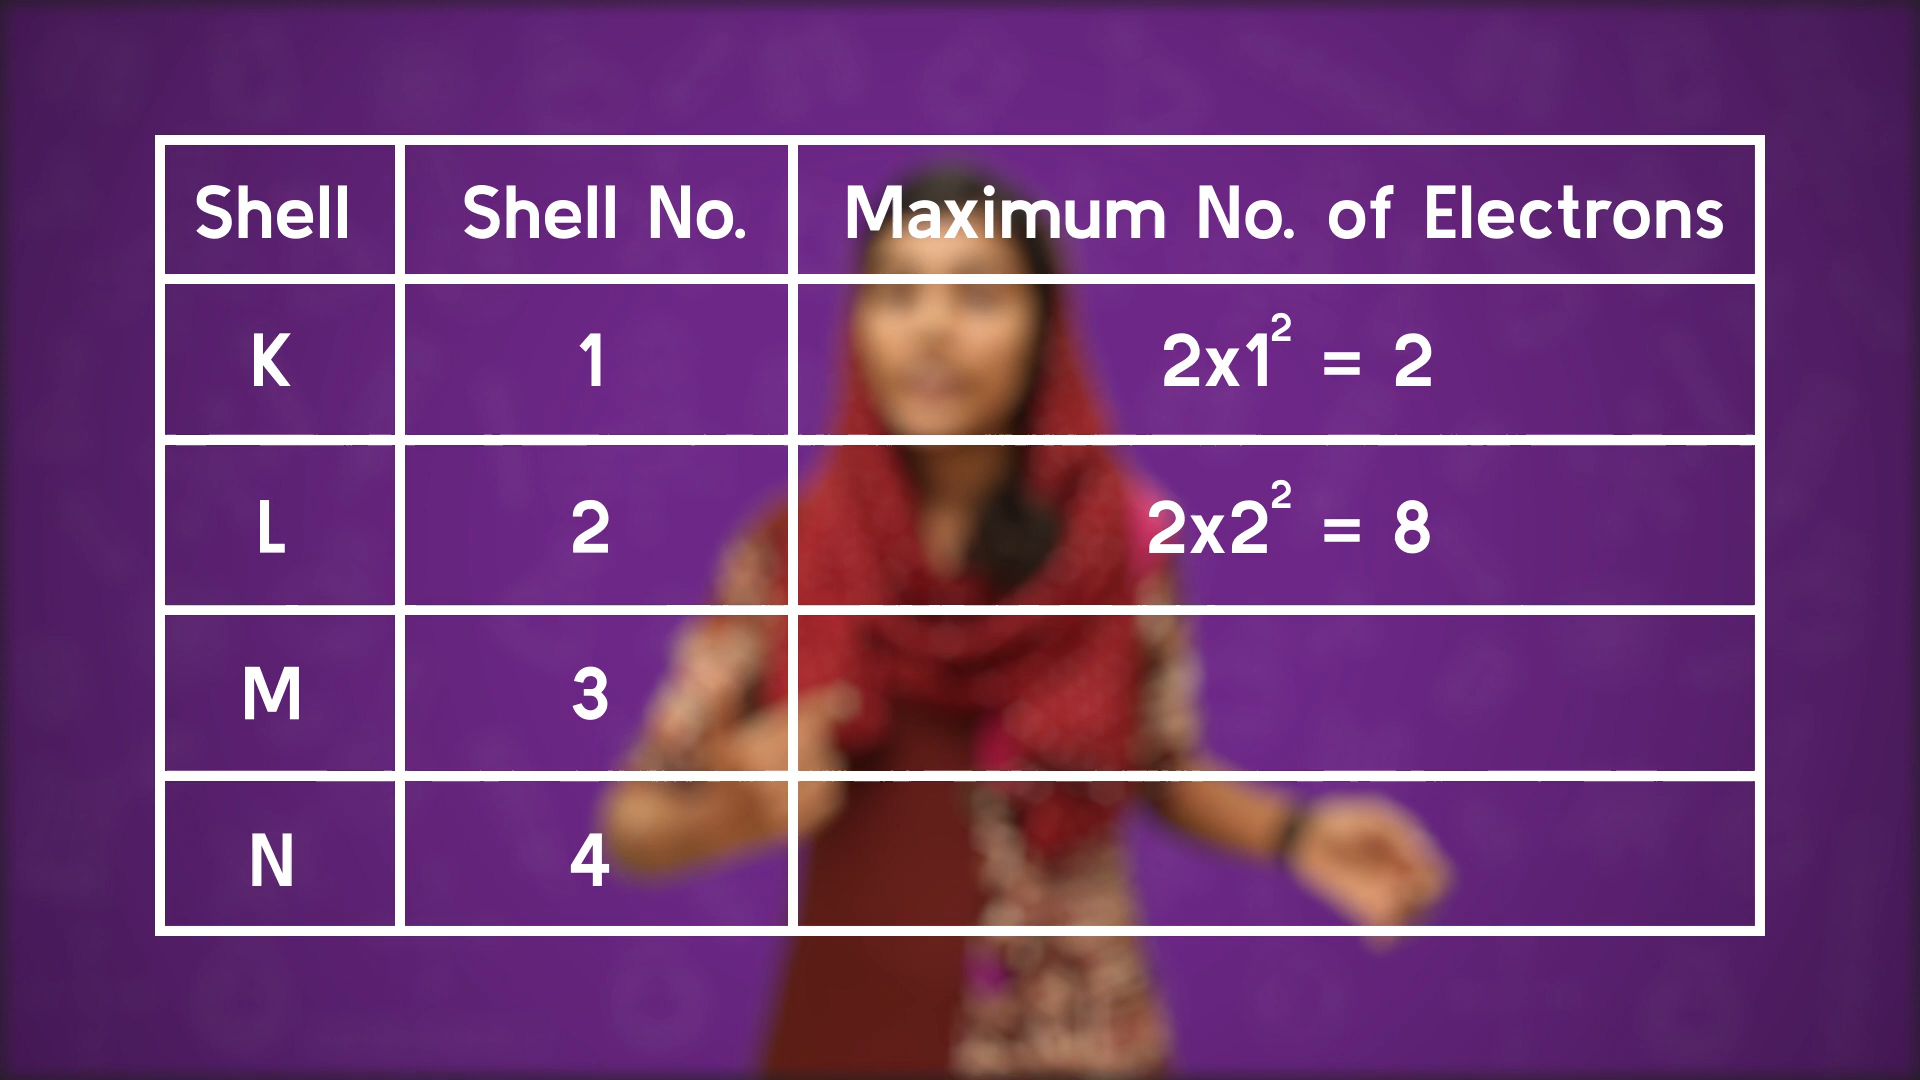 Shell Shell No. Maximum No. of Electrons
K 1 2x1² = 2
L 2 2x2² = 8
M 3
N 4